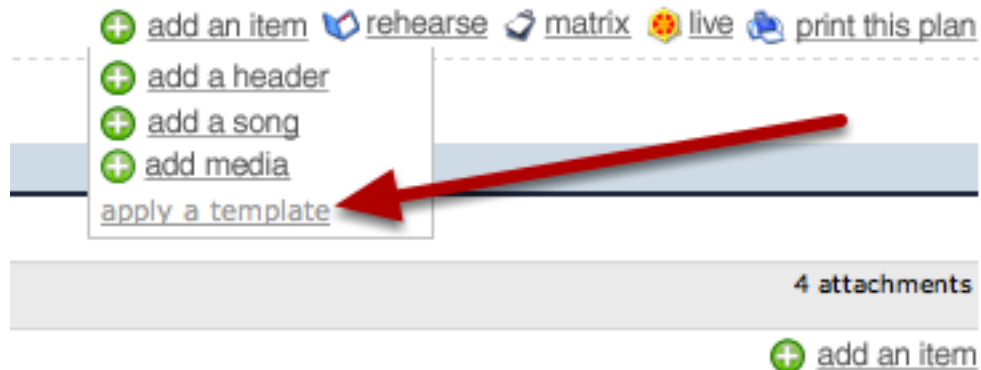 add an item rehearse matrix live print this plan
add a header
add a song
add media
apply a template
4 attachments
add an item